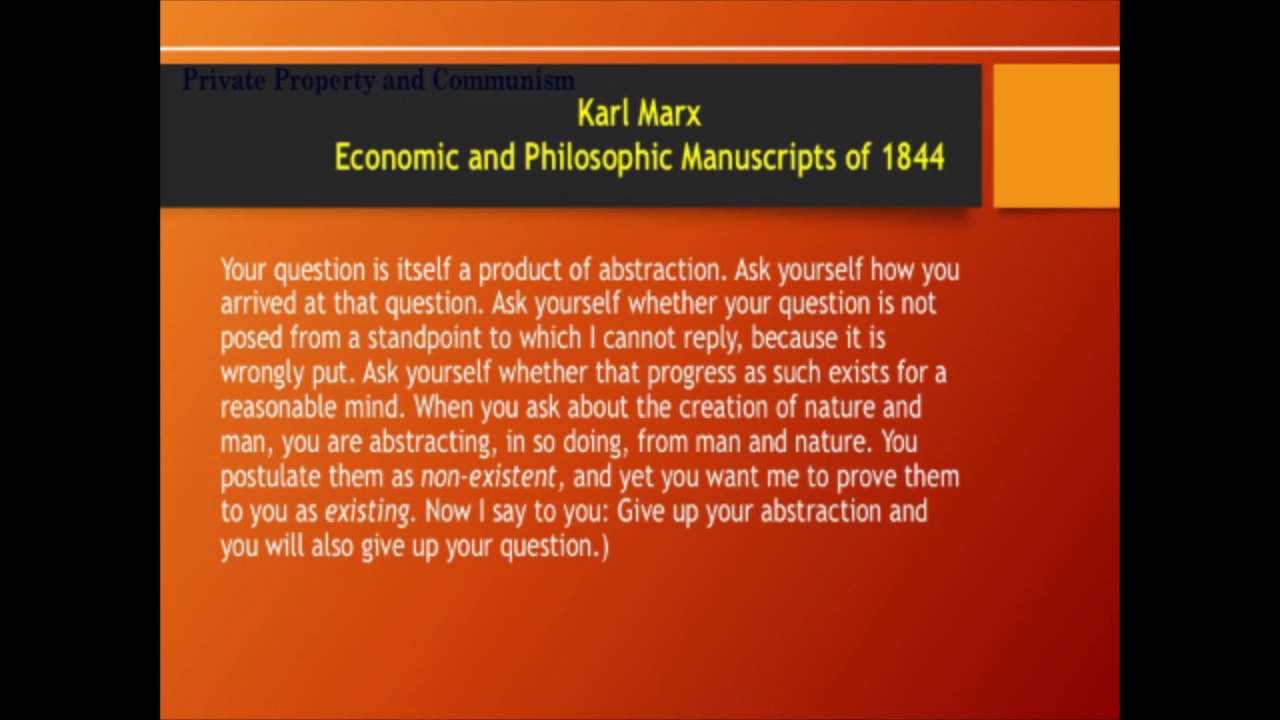 Private Property and Communism
Karl Marx
Economic and Philosophic Manuscripts of 1844
Your question is itself a product of abstraction. Ask yourself how you
arrived at that question. Ask yourself whether your question is not
posed from a standpoint to which I cannot reply, because it is
wrongly put. Ask yourself whether that progress as such exists for a
reasonable mind. When you ask about the creation of nature and
man, you are abstracting, in so doing, from man and nature. You
postulate them as non-existent, and yet you want me to prove them
to you as existing. Now I say to you: Give up your abstraction and
you will also give up your question.)